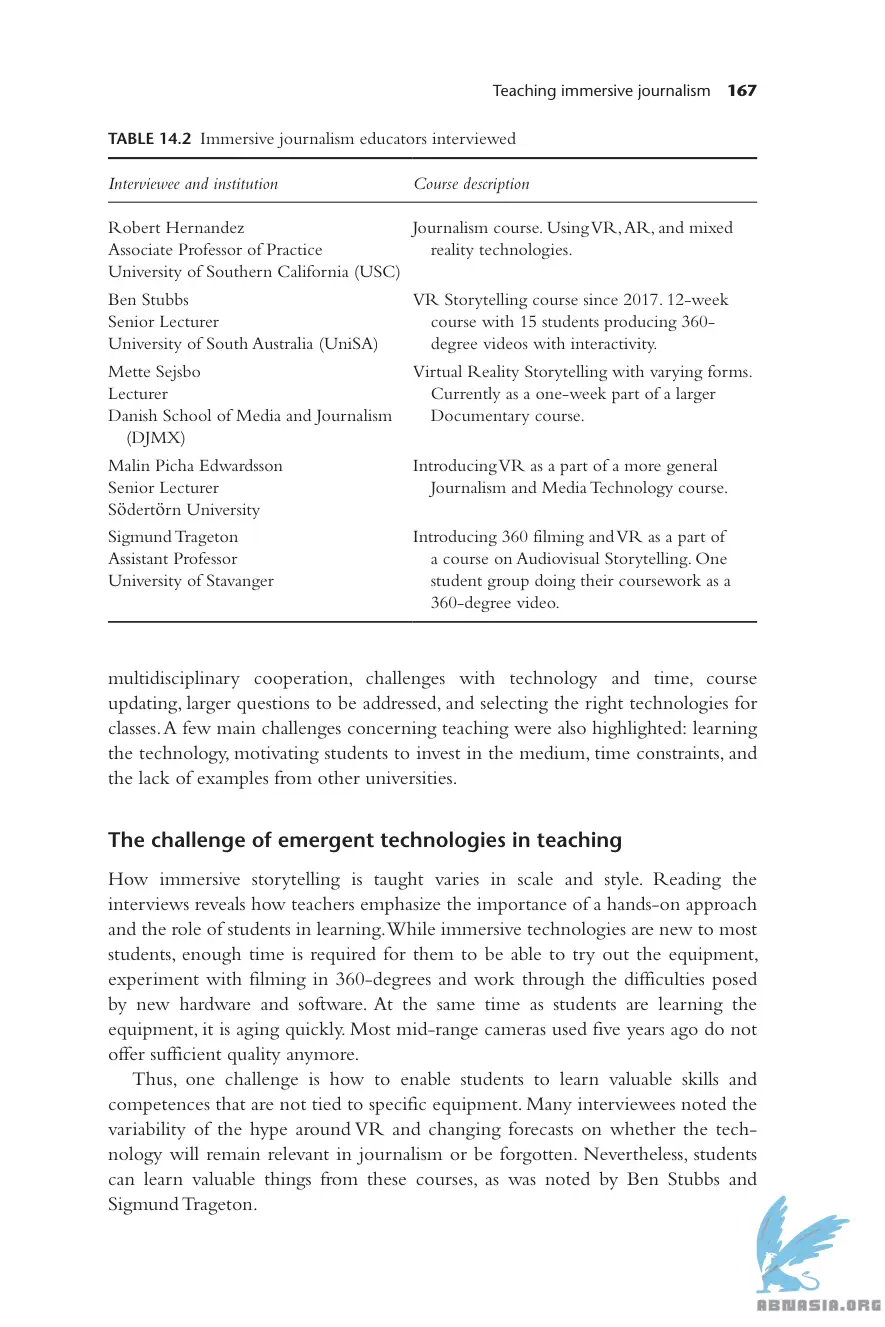 Teaching immersive journalism 167
TABLE 14.2 Immersive journalism educators interviewed
Interviewee and institution Course description
Robert Hernandez Journalism course. Using VR, AR, and mixed
Associate Professor of Practice reality technologies.
University of Southern California (USC)
Ben Stubbs VR Storytelling course since 2017. 12-week
Senior Lecturer course with 15 students producing 360-
University of South Australia (UniSA) degree videos with interactivity.
Mette Sejsbo Virtual Reality Storytelling with varying forms.
Lecturer Currently as a one-week part of a larger
Danish School of Media and Journalism Documentary course.
(DJMX)
Malin Picha Edwardsson Introducing VR as a part of a more general
Senior Lecturer Journalism and Media Technology course.
Södertörn University
Sigmund Trageton Introducing 360 filming and VR as a part of
Assistant Professor a course on Audiovisual Storytelling. One
University of Stavanger student group doing their coursework as a
360-degree video.
multidisciplinary cooperation, challenges with technology and time, course
updating, larger questions to be addressed, and selecting the right technologies for
classes. A few main challenges concerning teaching were also highlighted: learning
the technology, motivating students to invest in the medium, time constraints, and
the lack of examples from other universities.
The challenge of emergent technologies in teaching
How immersive storytelling is taught varies in scale and style. Reading the
interviews reveals how teachers emphasize the importance of a hands-on approach
and the role of students in learning. While immersive technologies are new to most
students, enough time is required for them to be able to try out the equipment,
experiment with filming in 360-degrees and work through the difficulties posed
by new hardware and software. At the same time as students are learning the
equipment, it is aging quickly. Most mid-range cameras used five years ago do not
offer sufficient quality anymore.
Thus, one challenge is how to enable students to learn valuable skills and
competences that are not tied to specific equipment. Many interviewees noted the
variability of the hype around VR and changing forecasts on whether the tech-
nology will remain relevant in journalism or be forgotten. Nevertheless, students
can learn valuable things from these courses, as was noted by Ben Stubbs and
Sigmund Trageton.
ABNASIA.ORG